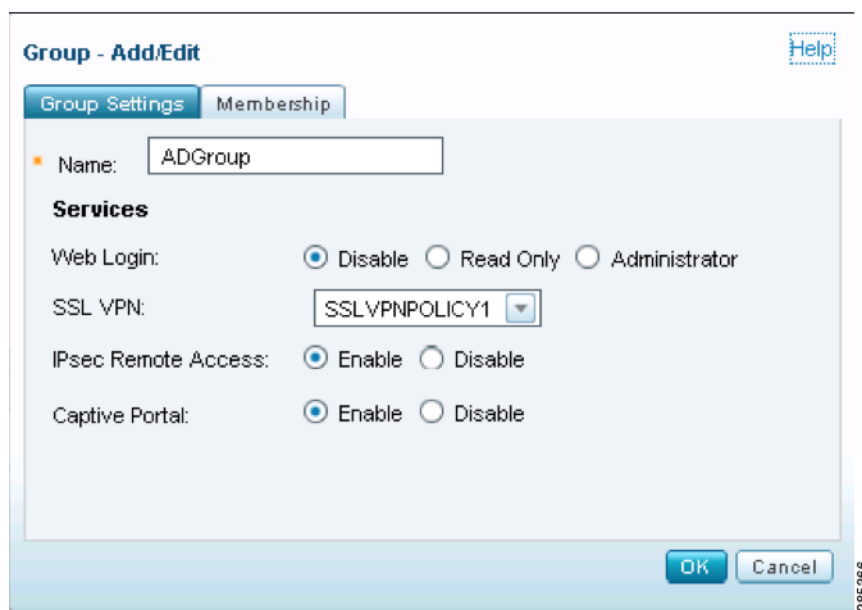 Group - Add/Edit
Help
Group Settings
Membership
Name: ADGroup
Services
Web Login: Disable Read Only Administrator
SSL VPN: SSLVPNPOLICY1
IPsec Remote Access: Enable Disable
Captive Portal: Enable Disable
OK Cancel